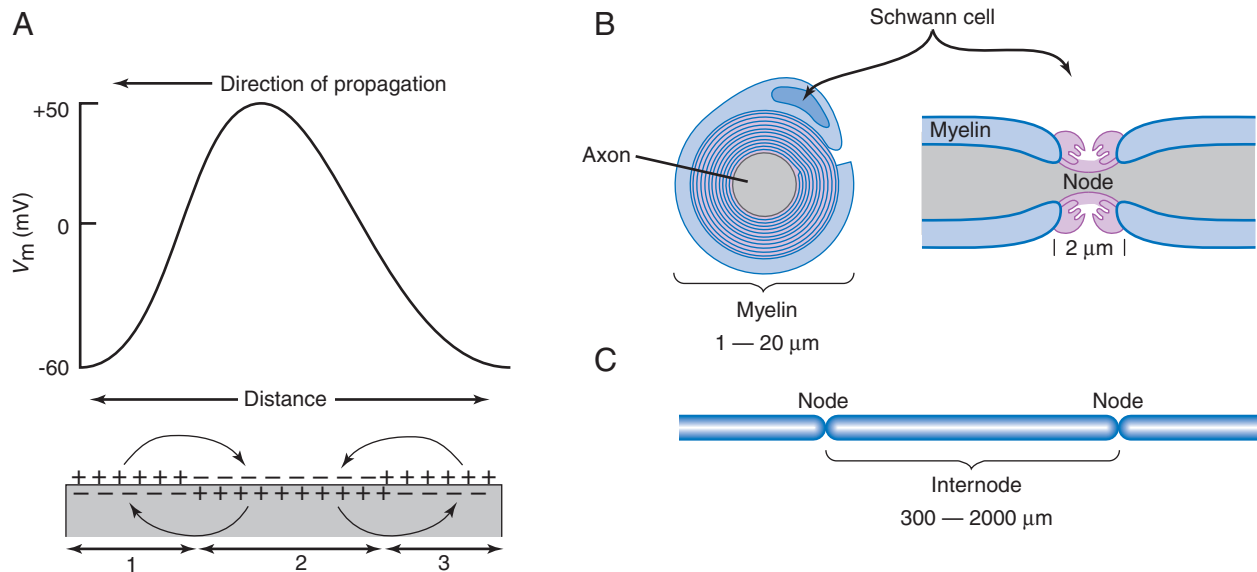 A
Direction of propagation
+50
0
-60
Vm (mV)
Distance
+ + + + + + – – – – – – – – – + + + + + +
– – – – – – + + + + + + + + + + – – – – –
1
2
3
B
Schwann cell
Axon
Myelin
1 — 20 μm
Myelin
Node
2 μm
C
Node
Node
Internode
300 — 2000 μm